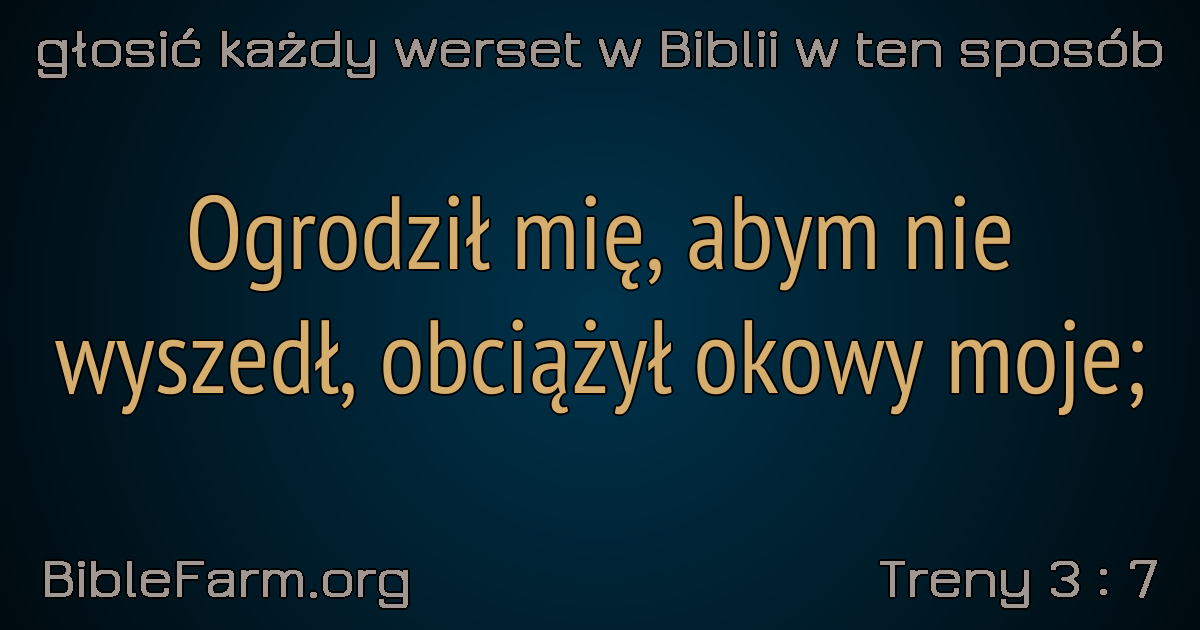 głosić każdy werset w Biblii w ten sposób
Ogrodził mię, abym nie
wyszedł, obciążył okowy moje;
BibleFarm.org
Treny 3 : 7